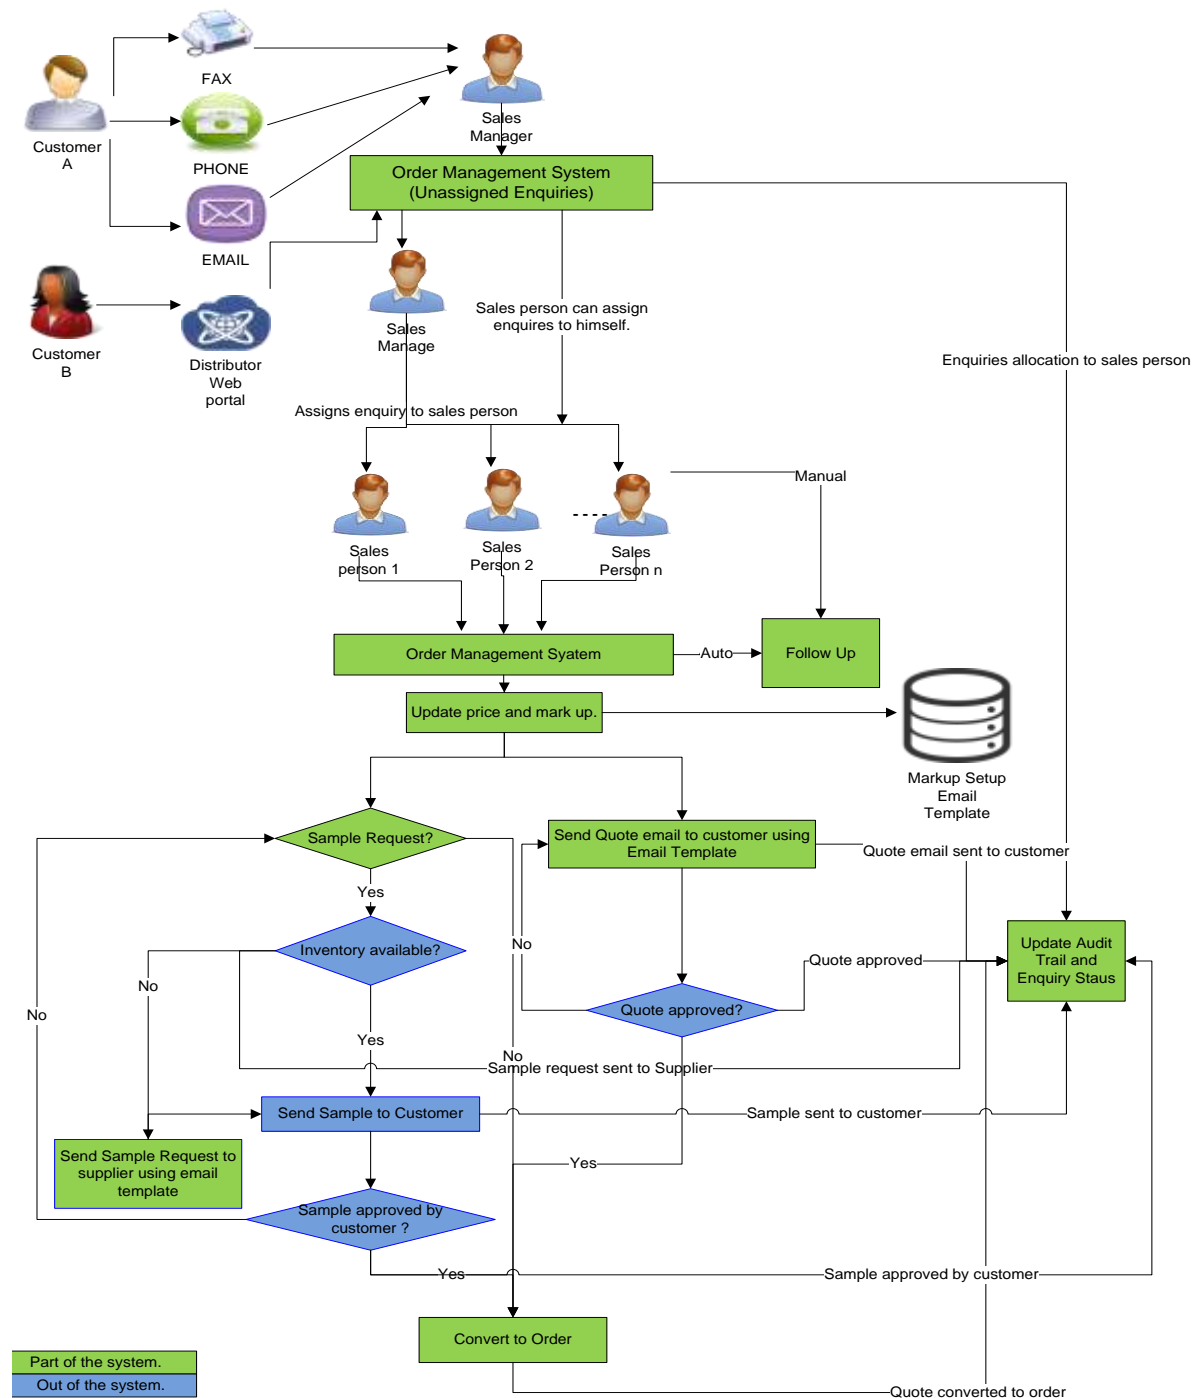 FAX
Customer
A
PHONE
Sales
Manager
EMAIL
Order Management System
(Unassigned Enquiries)
Customer
B
Distributor
Web
portal
Sales
Manage
Sales person can assign
enquires to himself.
Enquiries allocation to sales person
Assigns enquiry to sales person
Manual
Sales
person 1
Sales
Person 2
Sales
Person n
Order Management Syatem
Auto
Follow Up
Update price and mark up.
Markup Setup
Email
Template
Sample Request?
Send Quote email to customer using
Email Template
Quote email sent to customer
Yes
No
Inventory available?
Update Audit
Trail and
Enquiry Staus
Quote approved
No
No
Quote approved?
Yes
No
Sample request sent to Supplier
Send Sample to Customer
Sample sent to customer
Send Sample Request to
supplier using email
template
Yes
Sample approved by
customer ?
Yes
Sample approved by customer
Convert to Order
Part of the system.
Out of the system.
Quote converted to order